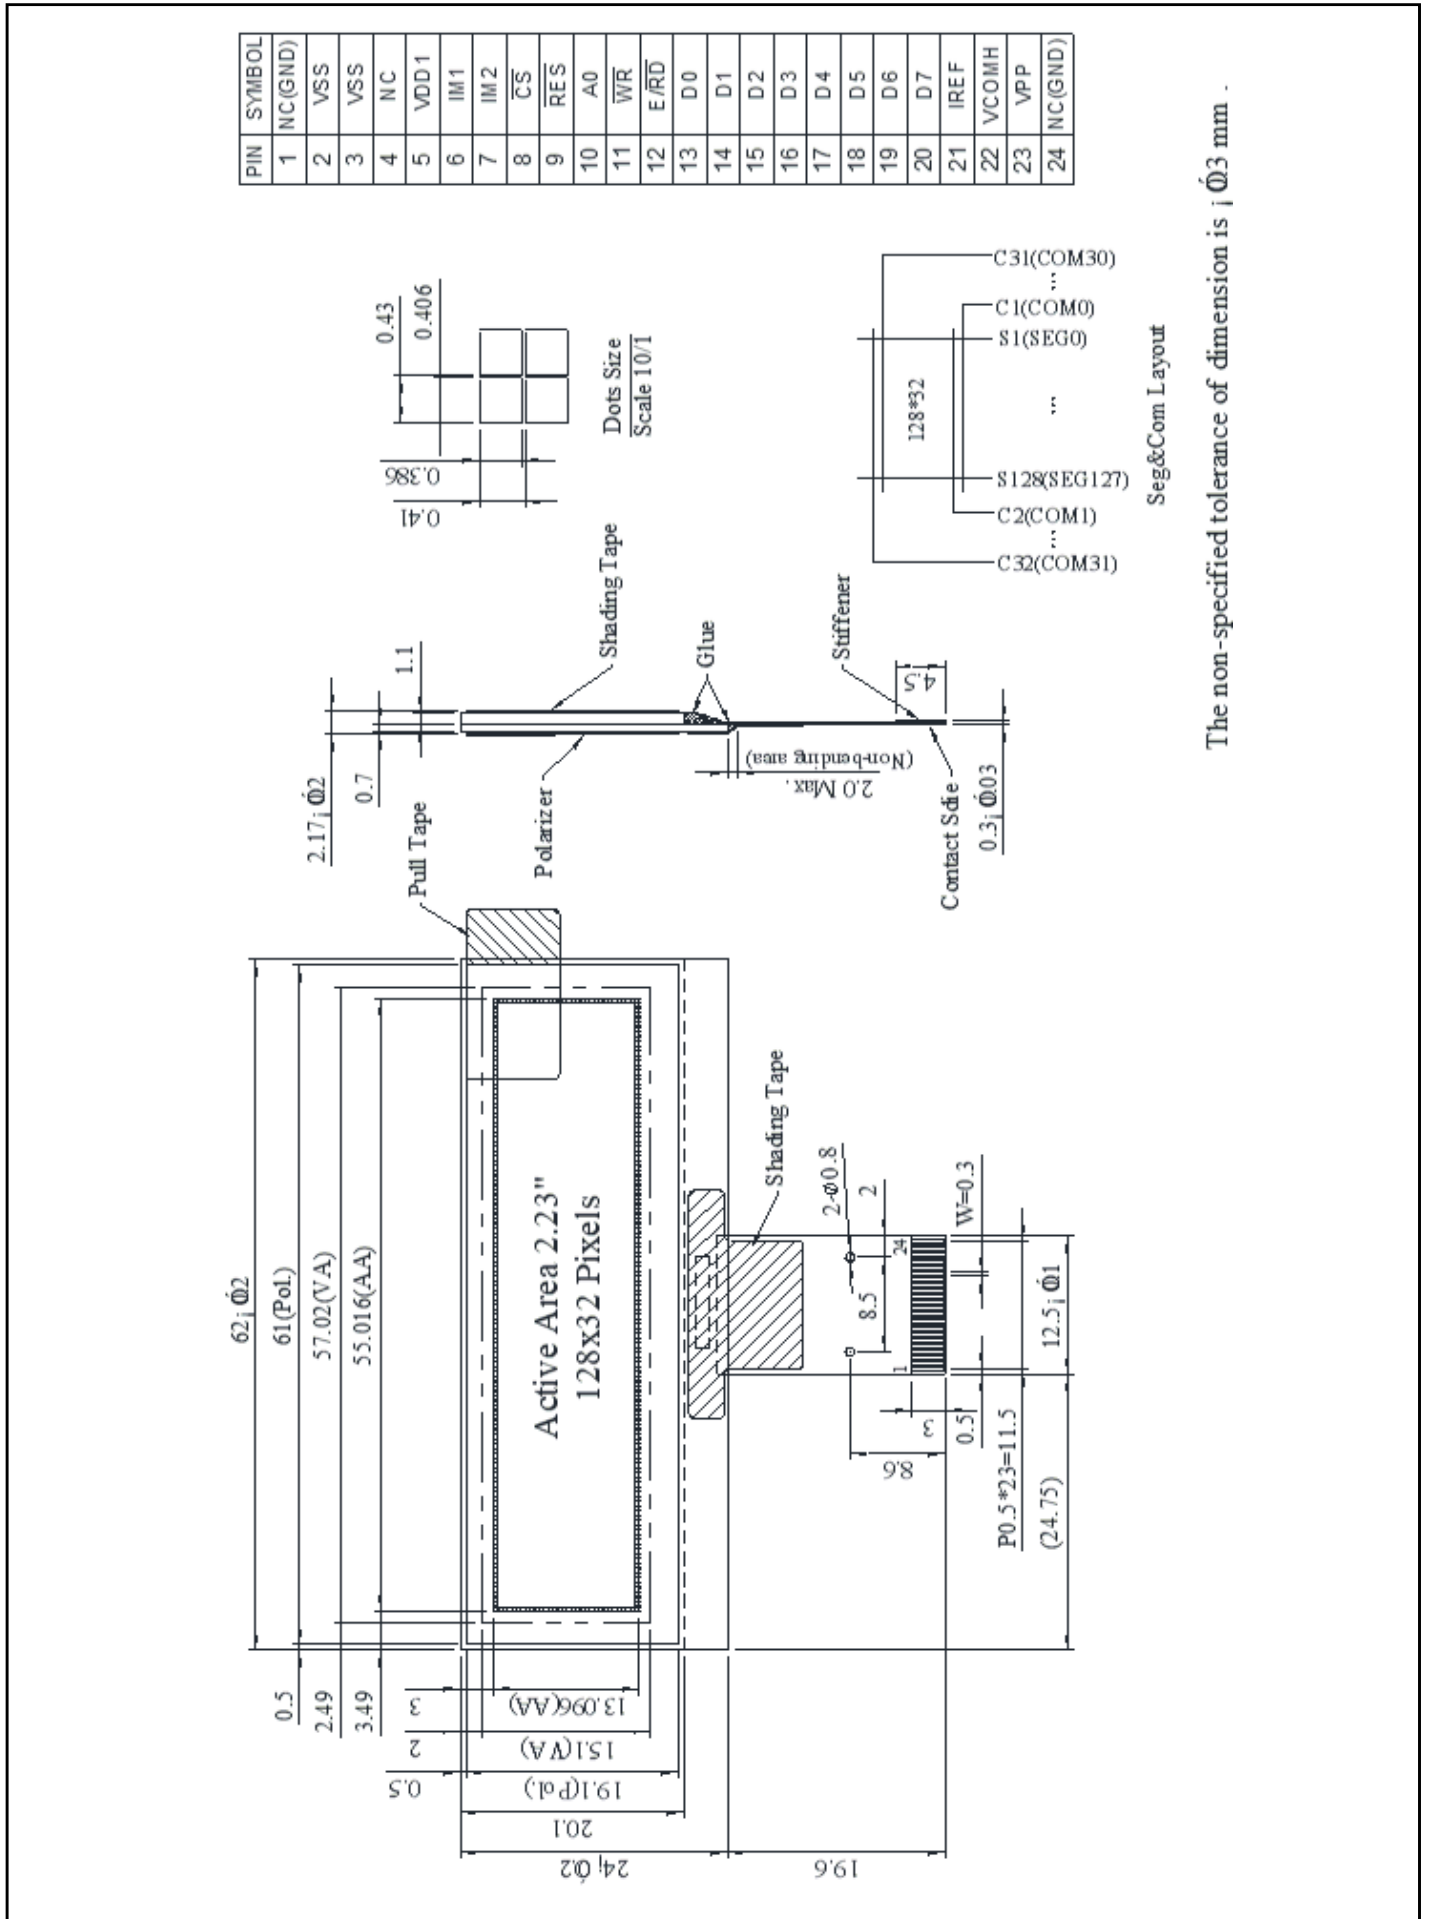 62¡Ó0.2
61(Pol.)
57.02(VA)
55.016(AA)
0.5
2.49
3.49
3
2
0.5
13.096(AA)
15.1(VA)
19.1(Pol.)
20.1
24¡Ó0.2
19.6
Active Area 2.23"
128x32 Pixels
Pull Tape
Shading Tape
2-ø0.8
2
8.5
W=0.3
1
24
3
8.6
0.5
P0.5*23=11.5
12.5¡Ó0.1
(24.75)
2.17¡Ó0.2
0.7
1.1
Polarizer
Shading Tape
Glue
2.0 Max.
(Non-bending area)
Stiffener
4.5
Contact Sdie
0.3¡Ó0.03
0.43
0.406
0.386
0.41
Dots Size
Scale 10/1
128*32
C31(COM30)
...
C1(COM0)
S1(SEG0)
...
S128(SEG127)
C2(COM1)
...
C32(COM31)
Seg&Com Layout
The non-specified tolerance of dimension is ¡Ó0.3 mm .
PIN SYMBOL
1 NC(GND)
2 VSS
3 VSS
4 NC
5 VDD1
6 IM1
7 IM2
8 CS
9 RES
10 A0
11 WR
12 E/RD
13 D0
14 D1
15 D2
16 D3
17 D4
18 D5
19 D6
20 D7
21 IREF
22 VCOMH
23 VPP
24 NC(GND)